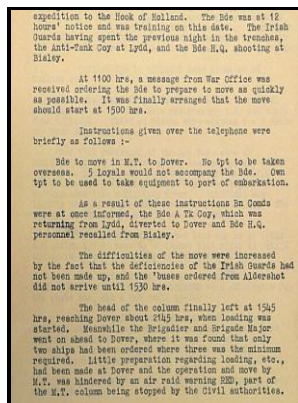 expedition to the Hook of Holland. The Bde was at 12
hours' notice and was training on this date. The Irish
Guards having spent the previous night in the trenches,
the Anti-Tank Coy at Lydd, and the Bde H.Q. shooting at
Bisley.
At 1100 hrs, a message from War Office was
received ordering the Bde to prepare to move as quickly
as possible. It was finally arranged that the move
should start at 1500 hrs.
Instructions given over the telephone were
briefly as follows :-
Bde to move in M.T. to Dover. No tpt to be taken
overseas. 5 Loyals would not accompany the Bde. Own
tpt to be used to take equipment to port of embarkation.
As a result of these instructions Bn Comds
were at once informed, the Bde A Tk Coy, which was
returning from Lydd, diverted to Dover and Bde H.Q.
personnel recalled from Bisley.
The difficulties of the move were increased
by the fact that the deficiencies of the Irish Guards had
not been made up, and the 'buses ordered from Aldershot
did not arrive until 1530 hrs.
The head of the column finally left at 1545
hrs, reaching Dover about 2145 hrs, when loading was
started. Meanwhile the Brigadier and Brigade Major
went on ahead to Dover, where it was found that only
two ships had been ordered where three was the minimum
required. Little preparation regarding loading, etc.,
had been made at Dover and the operation and move by
M.T. was hindered by an air raid warning RED, part of
the M.T. column being stopped by the Civil authorities.